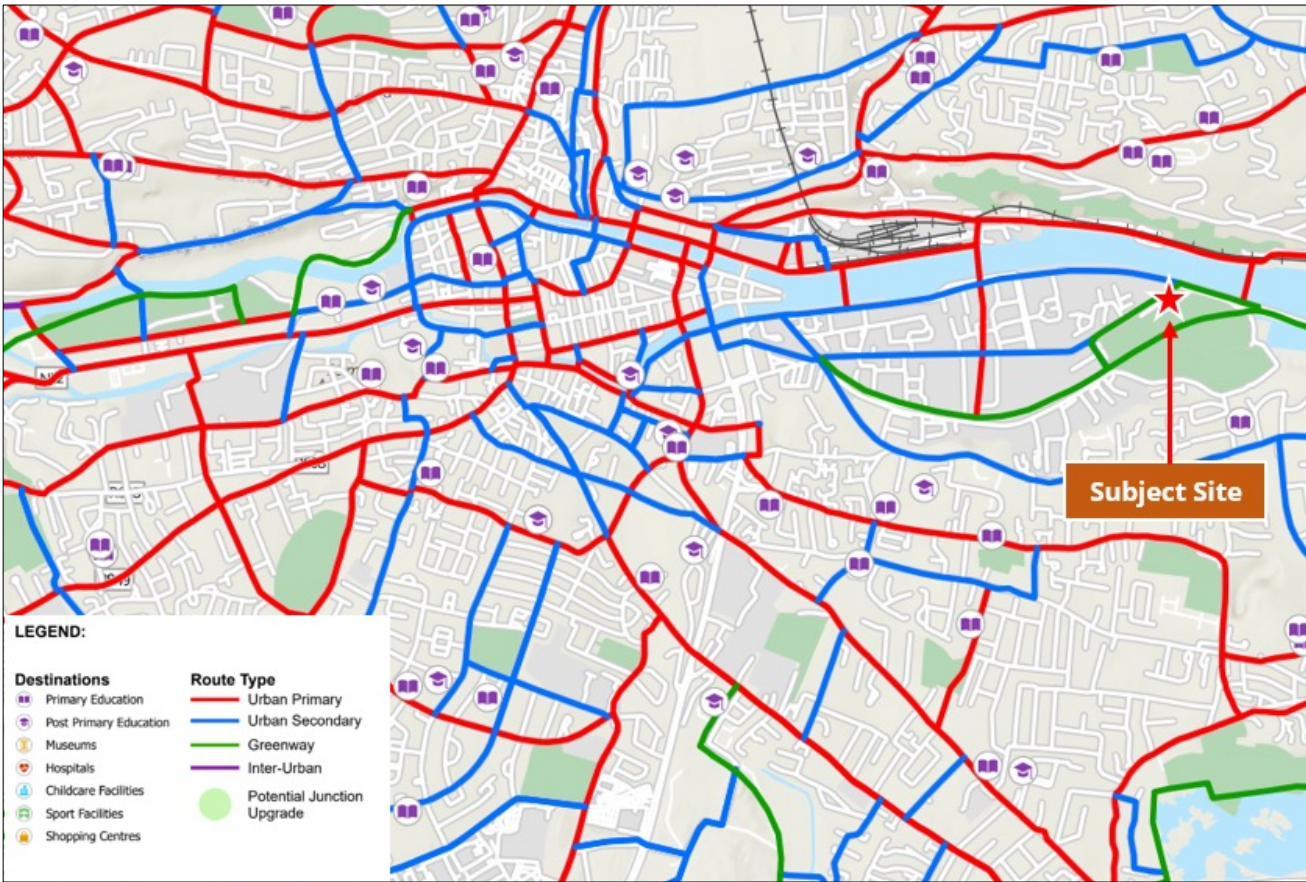 Subject Site
LEGEND:
Destinations
Primary Education
Post Primary Education
Museums
Hospitals
Childcare Facilities
Sport Facilities
Shopping Centres
Route Type
Urban Primary
Urban Secondary
Greenway
Inter-Urban
Potential Junction
Upgrade